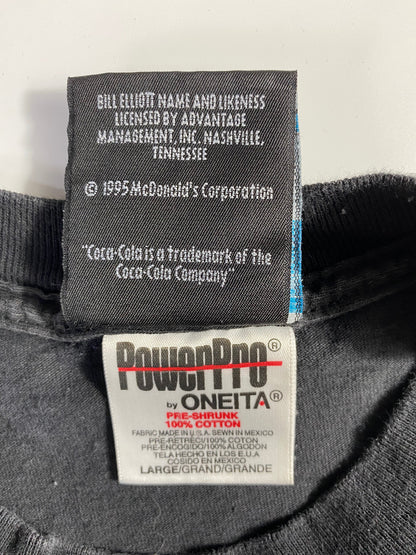 BILL ELLIOTT NAME AND LIKENESS
LICENSED BY ADVANTAGE
MANAGEMENT, INC. NASHVILLE,
TENNESSEE
© 1995 McDonald's Corporation
"Coca-Cola is a trademark of the
Coca-Cola Company"
PowerPro®
by ONEITA®
PRE-SHRUNK
100% COTTON
FABRIC MADE IN U.S.A. SEWN IN MEXICO
PRE-RETRECI/100% COTON
PRE-ENCOGIDO/100% ALGODON
TELA HECHO EN LOS E.U.A
COSIDO EN MEXICO
LARGE/GRAND/GRANDE